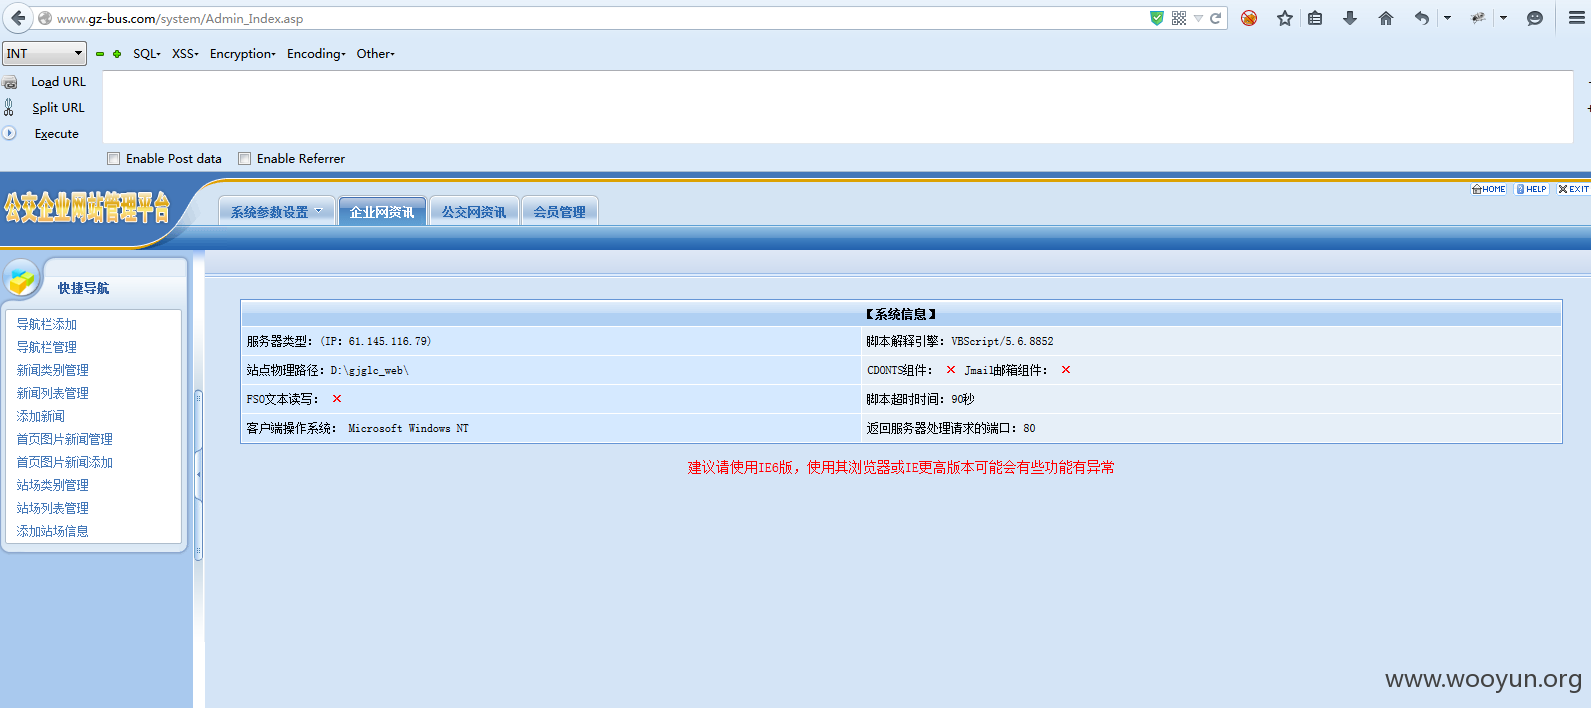 www.gz-bus.com/system/Admin_Index.asp
INT SQL XSS Encryption Encoding Other
Load URL
Split URL
Execute
Enable Post data Enable Referrer
公交企业网站管理平台
系统参数设置 企业网资讯 公交网资讯 会员管理
HOME HELP EXIT
快捷导航
导航栏添加
导航栏管理
新闻类别管理
新闻列表管理
添加新闻
首页图片新闻管理
首页图片新闻添加
站场类别管理
站场列表管理
添加站场信息
【系统信息】
服务器类型：(IP：61.145.116.79) 脚本解释引擎：VBScript/5.6.8852
站点物理路径：D:\gjglc_web\ CDONTS组件： × Jmail邮箱组件： ×
FSO文本读写： × 脚本超时时间：90秒
客户端操作系统： Microsoft Windows NT 返回服务器处理请求的端口：80
建议请使用IE6版，使用其浏览器或IE更高版本可能会有些功能有异常
www.wooyun.org